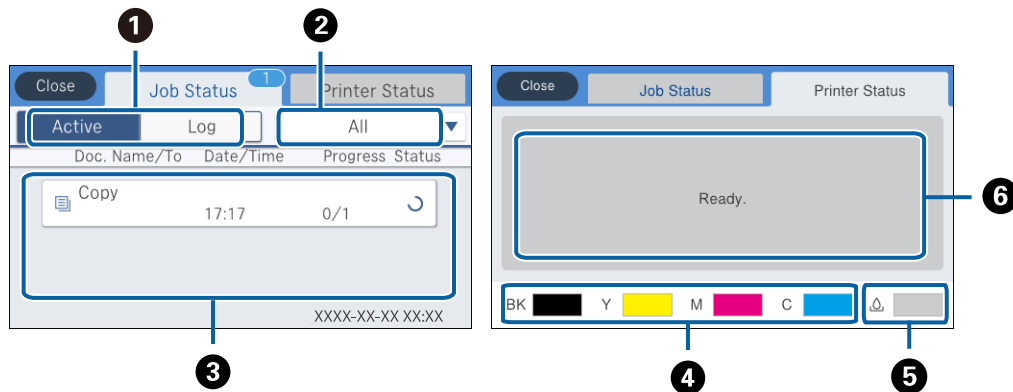 1 2
Close Job Status 1 Printer Status
Active Log All
Doc. Name/To Date/Time Progress Status
Copy
17:17 0/1
XXXX-XX-XX XX:XX
3
Close Job Status Printer Status
Ready.
6
BK Y M C
4 5